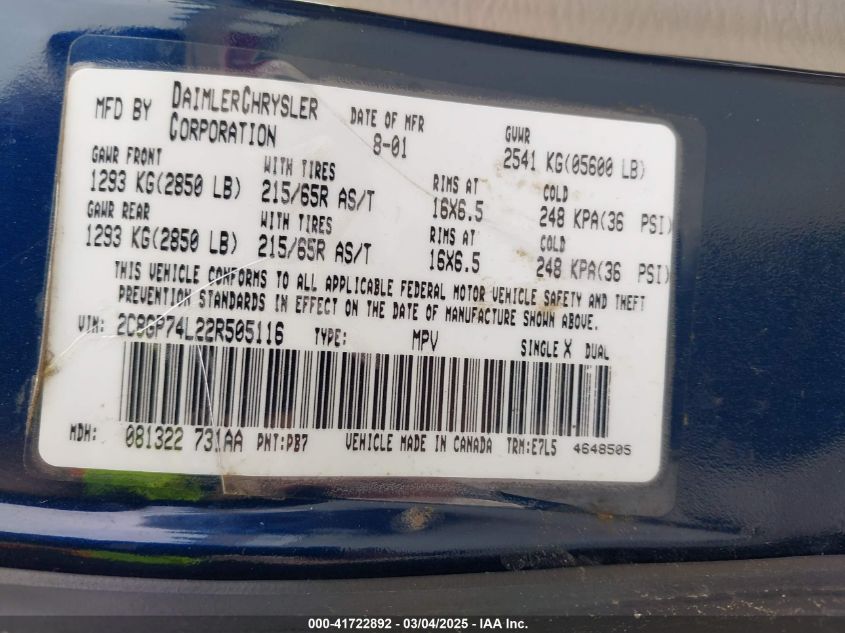 MFD BY DAIMLERCHRYSLER CORPORATION
DATE OF MFR 8-01
GVWR 2541 KG(05600 LB)
GAWR FRONT WITH TIRES RIMS AT COLD
1293 KG(2850 LB) 215/65R AS/T 16X6.5 248 KPA(36 PSI)
GAWR REAR WITH TIRES RIMS AT COLD
1293 KG(2850 LB) 215/65R AS/T 16X6.5 248 KPA(36 PSI)
THIS VEHICLE CONFORMS TO ALL APPLICABLE FEDERAL MOTOR VEHICLE SAFETY AND THEFT
PREVENTION STANDARDS IN EFFECT ON THE DATE OF MANUFACTURE SHOWN ABOVE.
VIN: 2C8GP74L22R505116 TYPE: MPV SINGLE X DUAL
MDH: 081322 731AA PNT:PB7 VEHICLE MADE IN CANADA TRM:E7L5 4648505
000-41722892 - 03/04/2025 - IAA Inc.